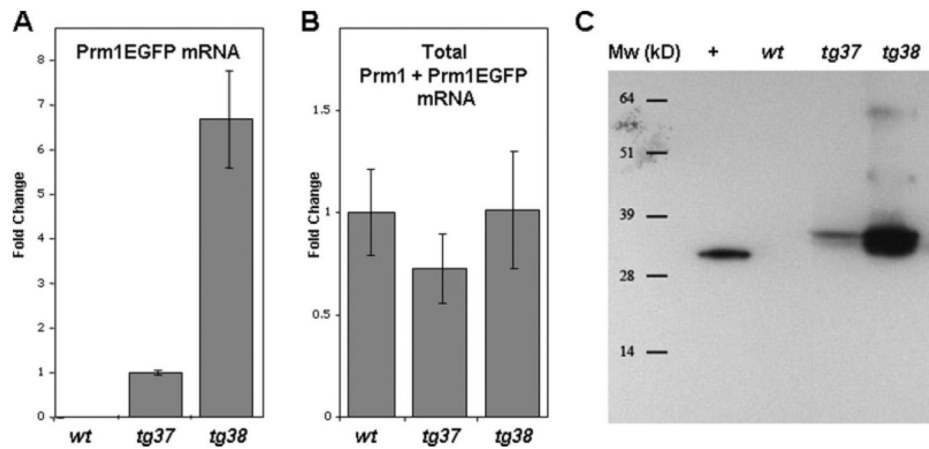 A
Prm1EGFP mRNA
Fold Change
8
7
6
5
4
3
2
1
0
wt tg37 tg38
B
Total
Prm1 + Prm1EGFP
mRNA
Fold Change
1.5
1
0.5
0
wt tg37 tg38
C
Mw (kD) + wt tg37 tg38
64
51
39
28
14